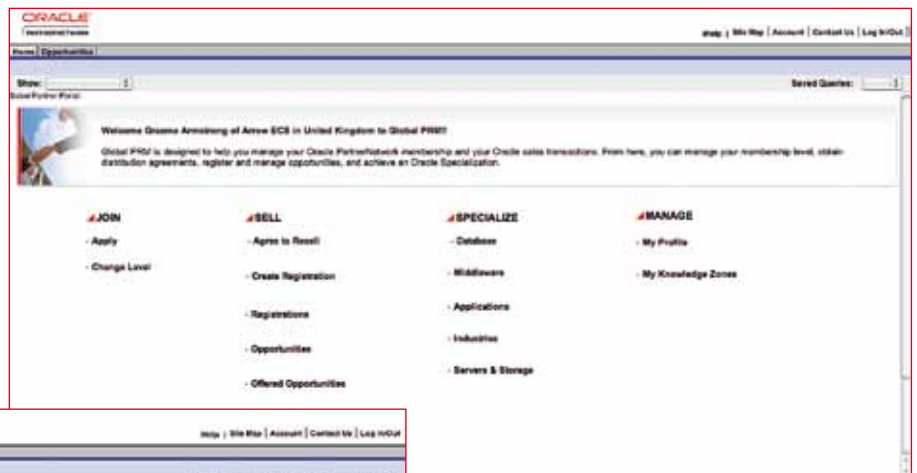 ORACLE
PartnerNetwork
Help | Site Map | Account | Contact Us | Log In/Out
Home | Opportunities
Show:
Saved Queries:
Global Partner Portal
Welcome Graeme Armstrong of Arrow ECS in United Kingdom to Global PRM!!
Global PRM is designed to help you manage your Oracle PartnerNetwork membership and your Oracle sales transactions. From here, you can manage your membership level, obtain
distribution agreements, register and manage opportunities, and achieve an Oracle Specialization.
JOIN
- Apply
- Change Level
SELL
- Agree to Resell
- Create Registration
- Registrations
- Opportunities
- Offered Opportunities
SPECIALIZE
- Database
- Middleware
- Applications
- Industries
- Servers & Storage
MANAGE
- My Profile
- My Knowledge Zones
Help | Site Map | Account | Contact Us | Log In/Out